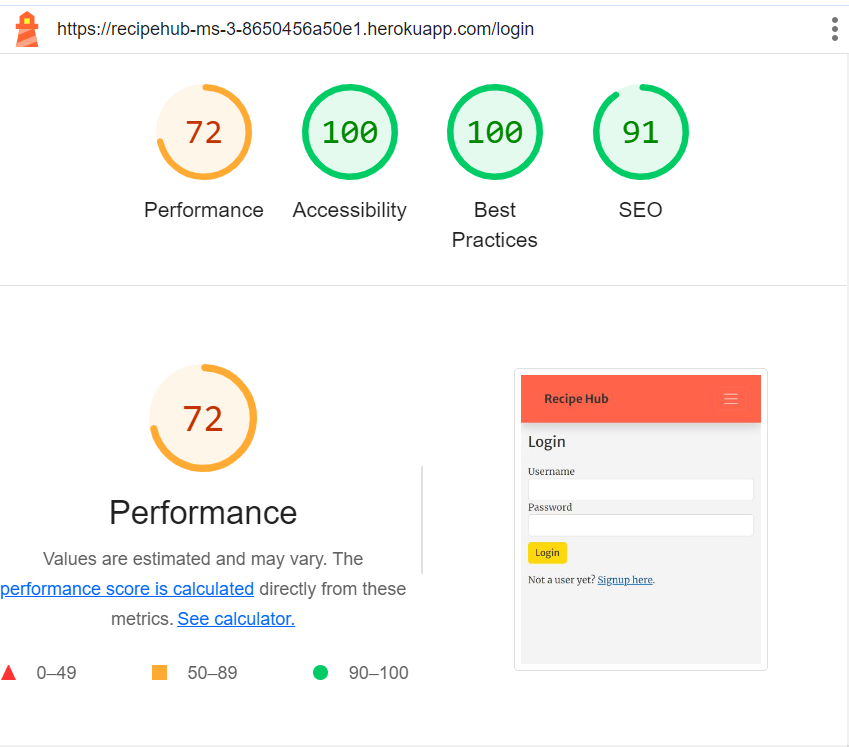 https://recipehub-ms-3-8650456a50e1.herokuapp.com/login
72
100
100
91
Performance
Accessibility
Best
Practices
SEO
72
Performance
Values are estimated and may vary. The
performance score is calculated directly from these
metrics. See calculator.
0–49
50–89
90–100
Recipe Hub
Login
Username
Password
Login
Not a user yet? Signup here.